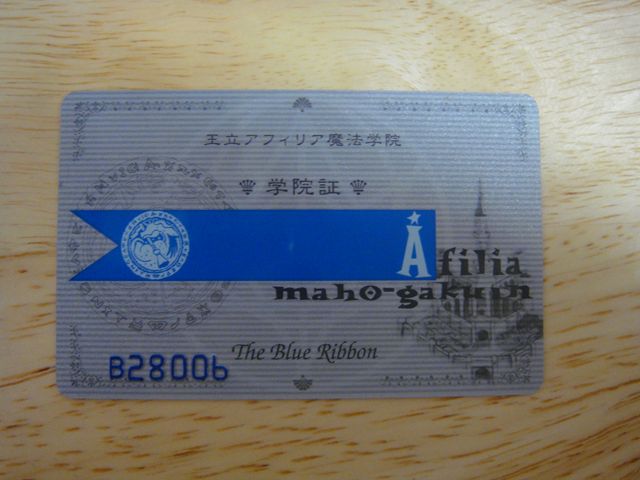 王立アフィリア魔法学院
学院証
Afilia
maho-gakuin
The Blue Ribbon
B28006